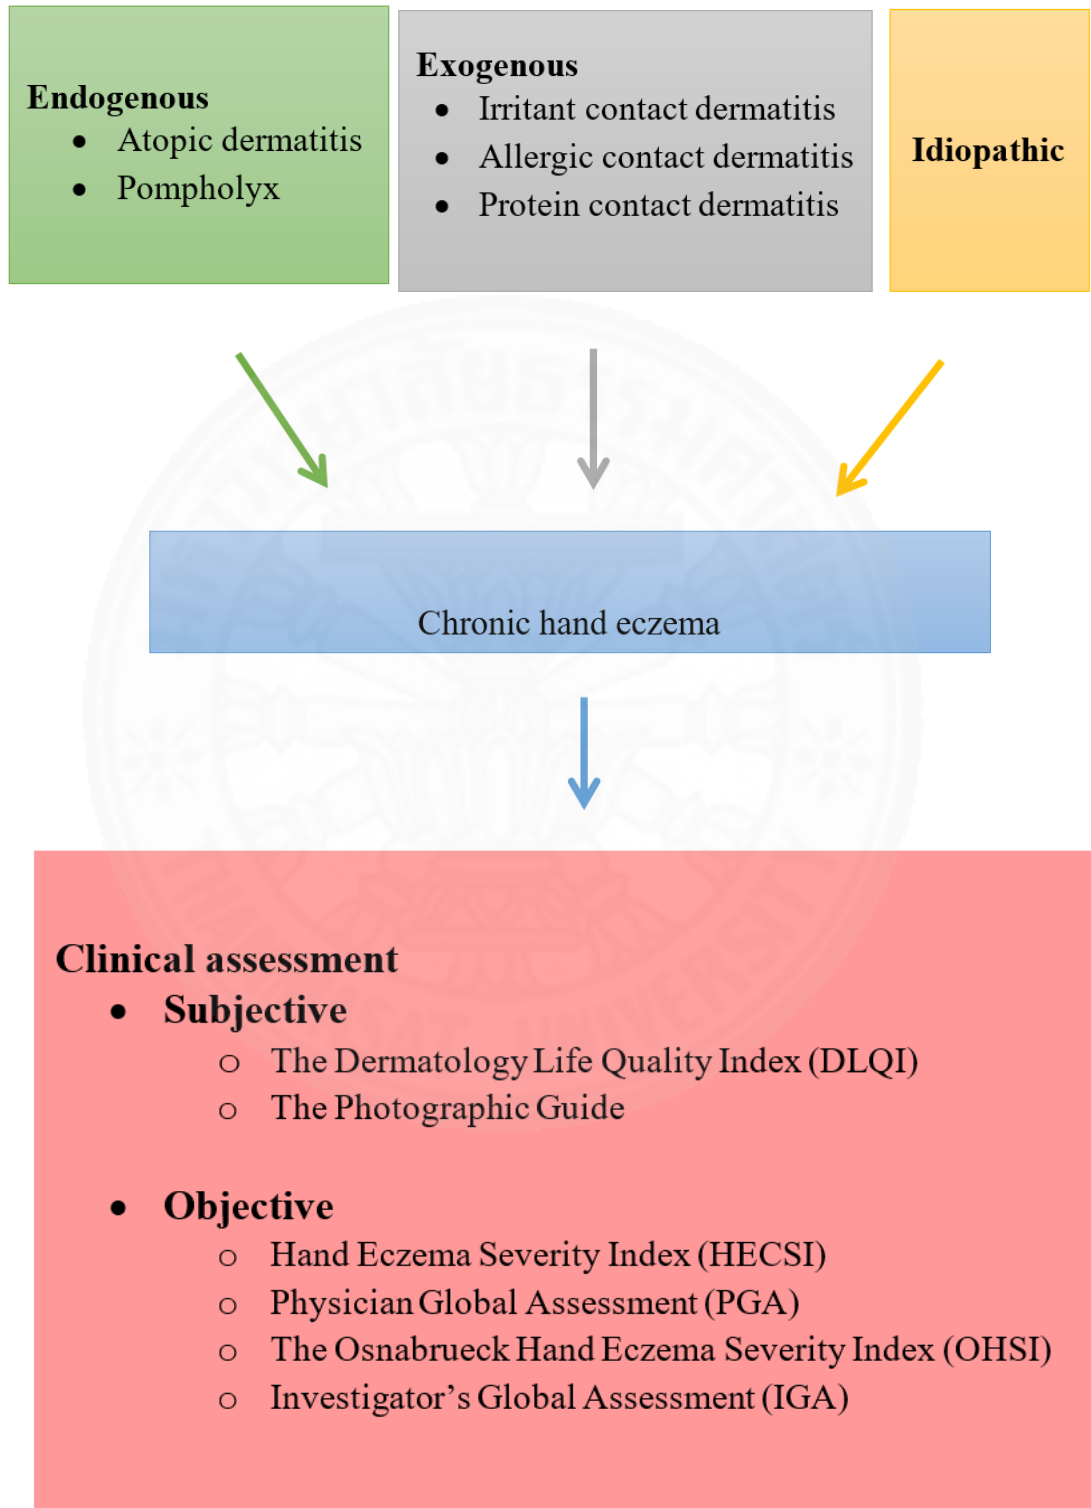 Endogenous
• Atopic dermatitis
• Pompholyx
Exogenous
• Irritant contact dermatitis
• Allergic contact dermatitis
• Protein contact dermatitis
Idiopathic
Chronic hand eczema
Clinical assessment
• Subjective
o The Dermatology Life Quality Index (DLQI)
o The Photographic Guide
• Objective
o Hand Eczema Severity Index (HECSI)
o Physician Global Assessment (PGA)
o The Osnabrueck Hand Eczema Severity Index (OHSI)
o Investigator’s Global Assessment (IGA)
THAMMASAT UNIVERSITY